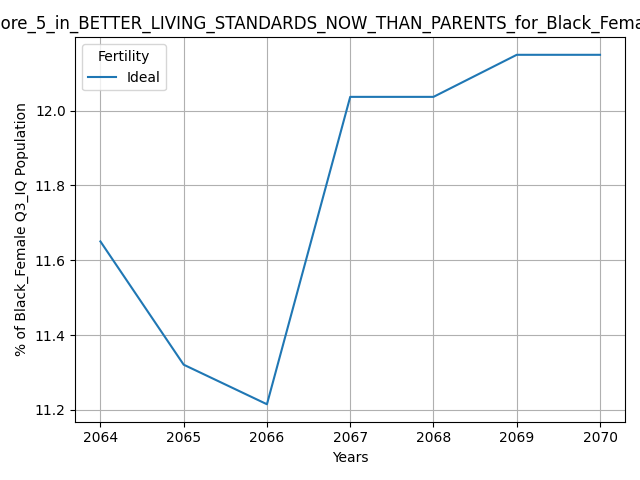 ore_5_in_BETTER_LIVING_STANDARDS_NOW_THAN_PARENTS_for_Black_Fema
Fertility
Ideal
% of Black_Female Q3_IQ Population
12.0
11.8
11.6
11.4
11.2
2064 2065 2066 2067 2068 2069 2070
Years